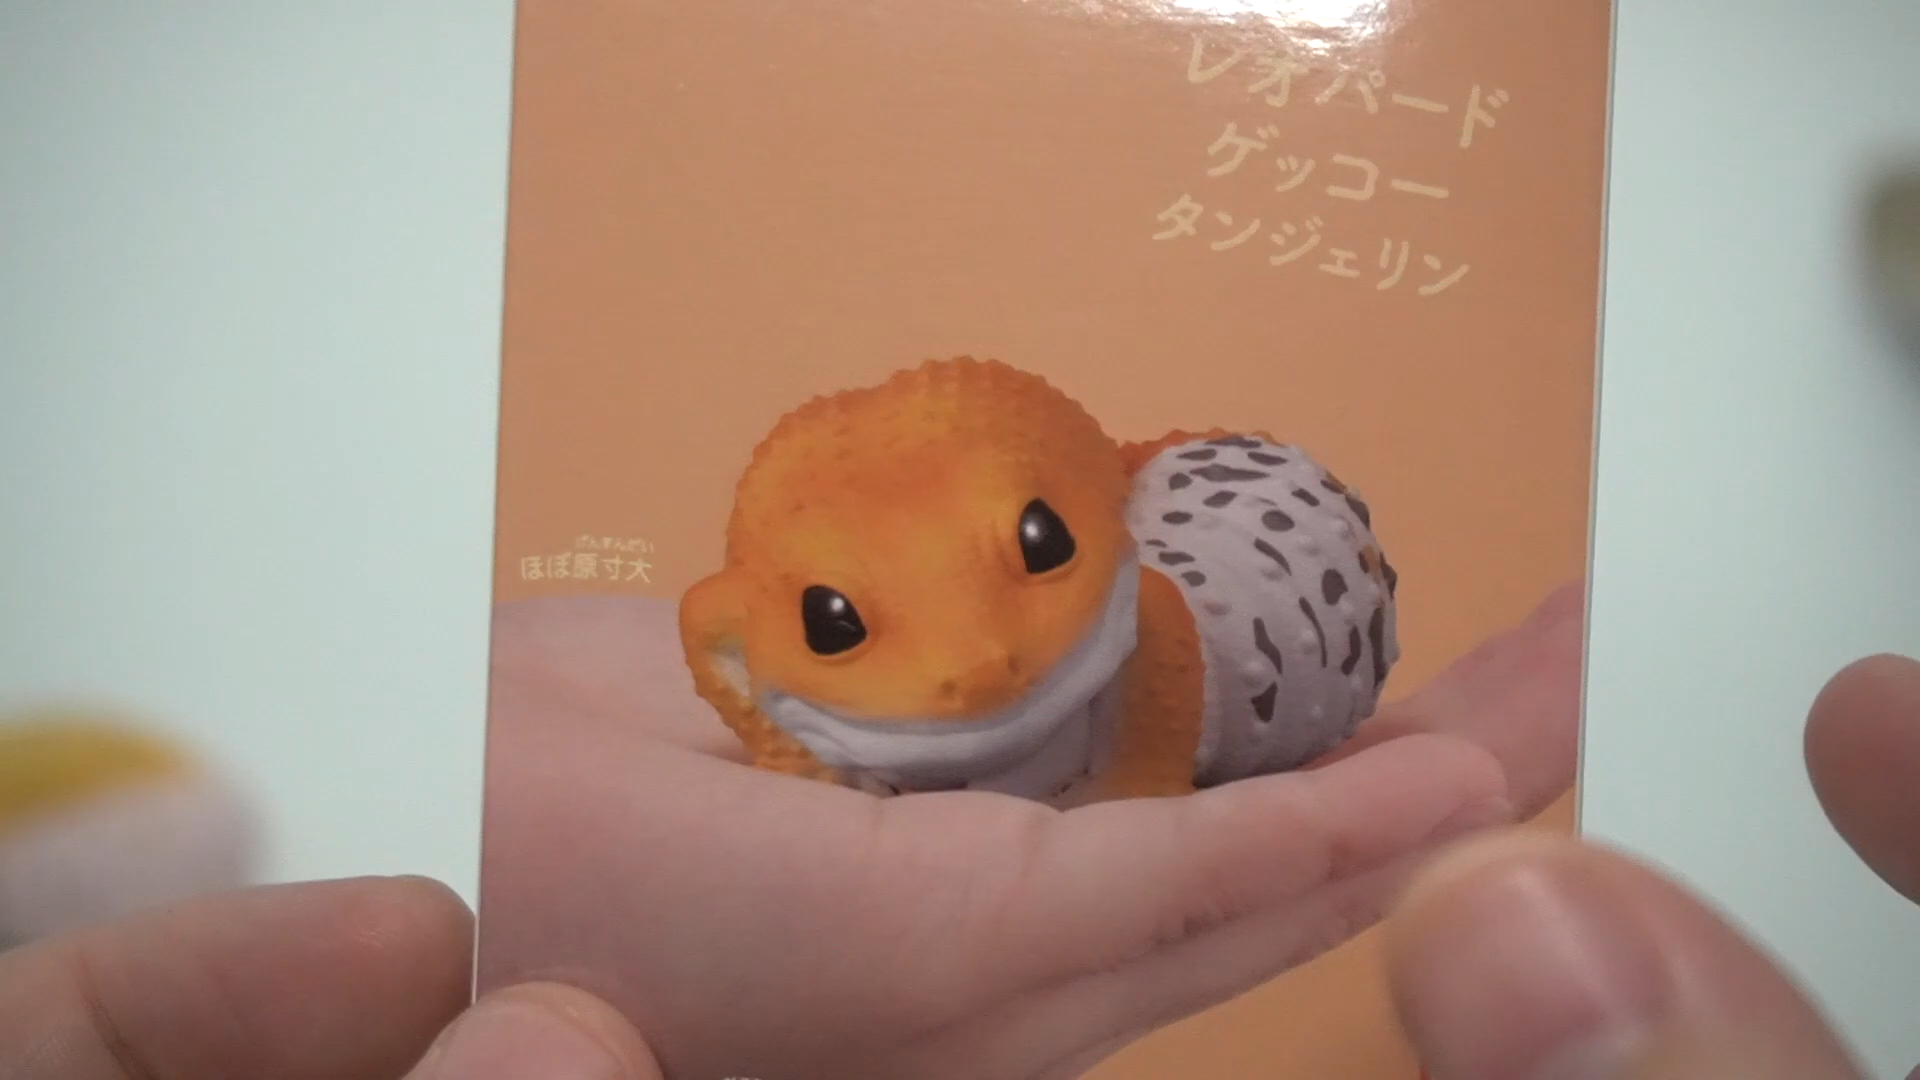 レオパード
ゲッコー
タンジェリン
げんすんだい
ほぼ原寸大